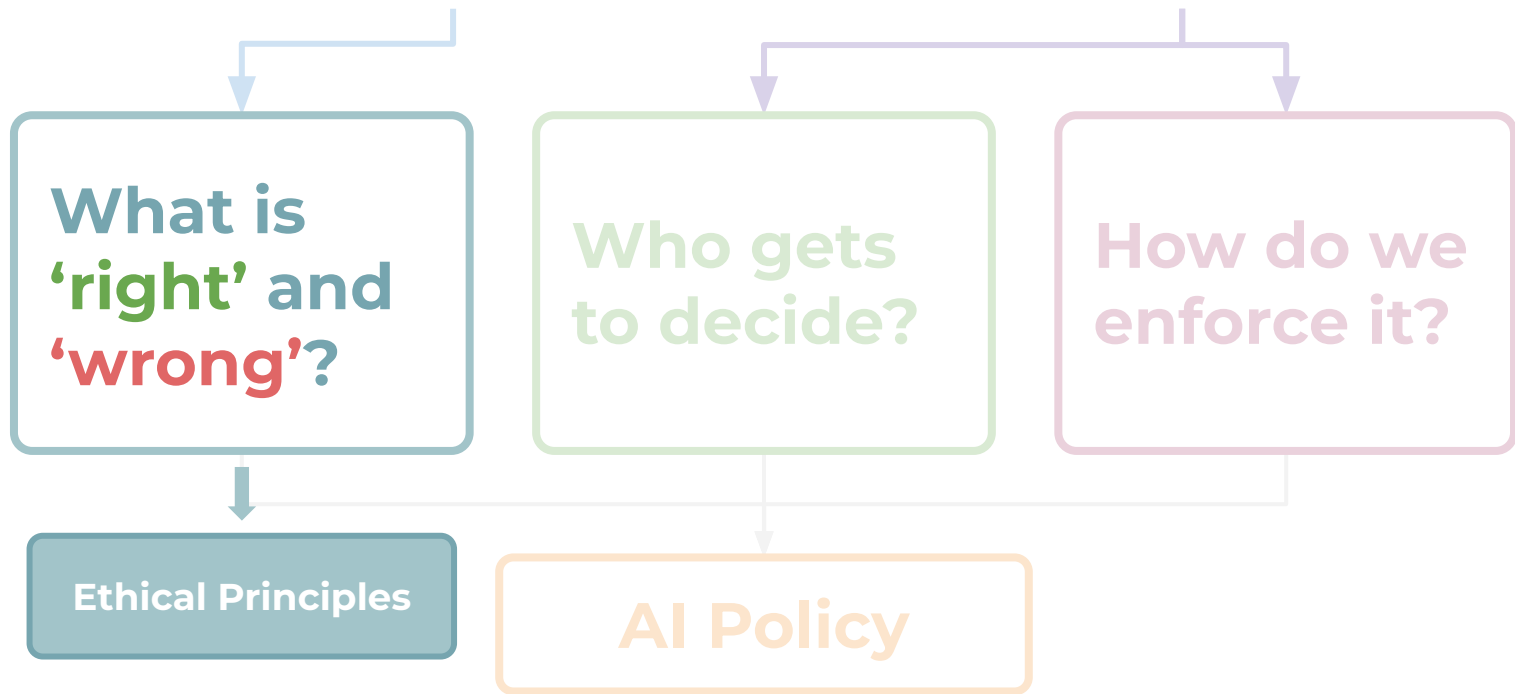 What is
‘right’ and
‘wrong’?
Who gets
to decide?
How do we
enforce it?
Ethical Principles
AI Policy